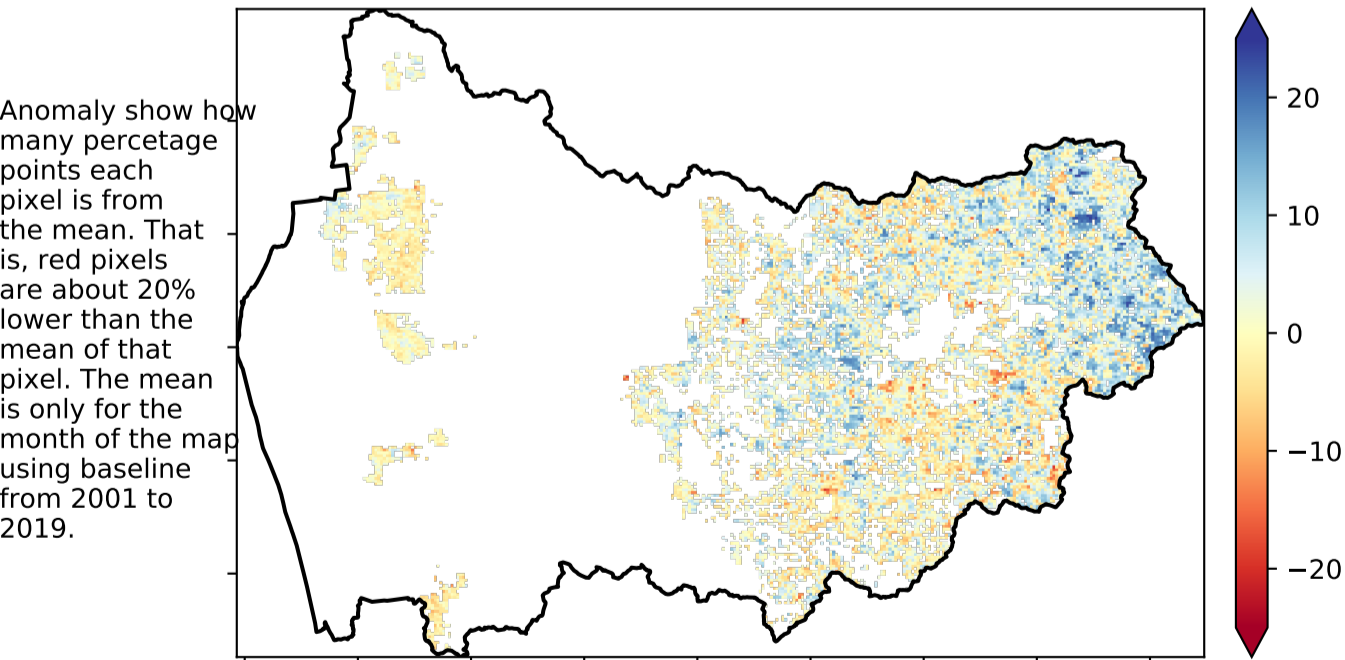 Anomaly show how
many percetage
points each
pixel is from
the mean. That
is, red pixels
are about 20%
lower than the
mean of that
pixel. The mean
is only for the
month of the map
using baseline
from 2001 to
2019.
20
10
0
−10
−20